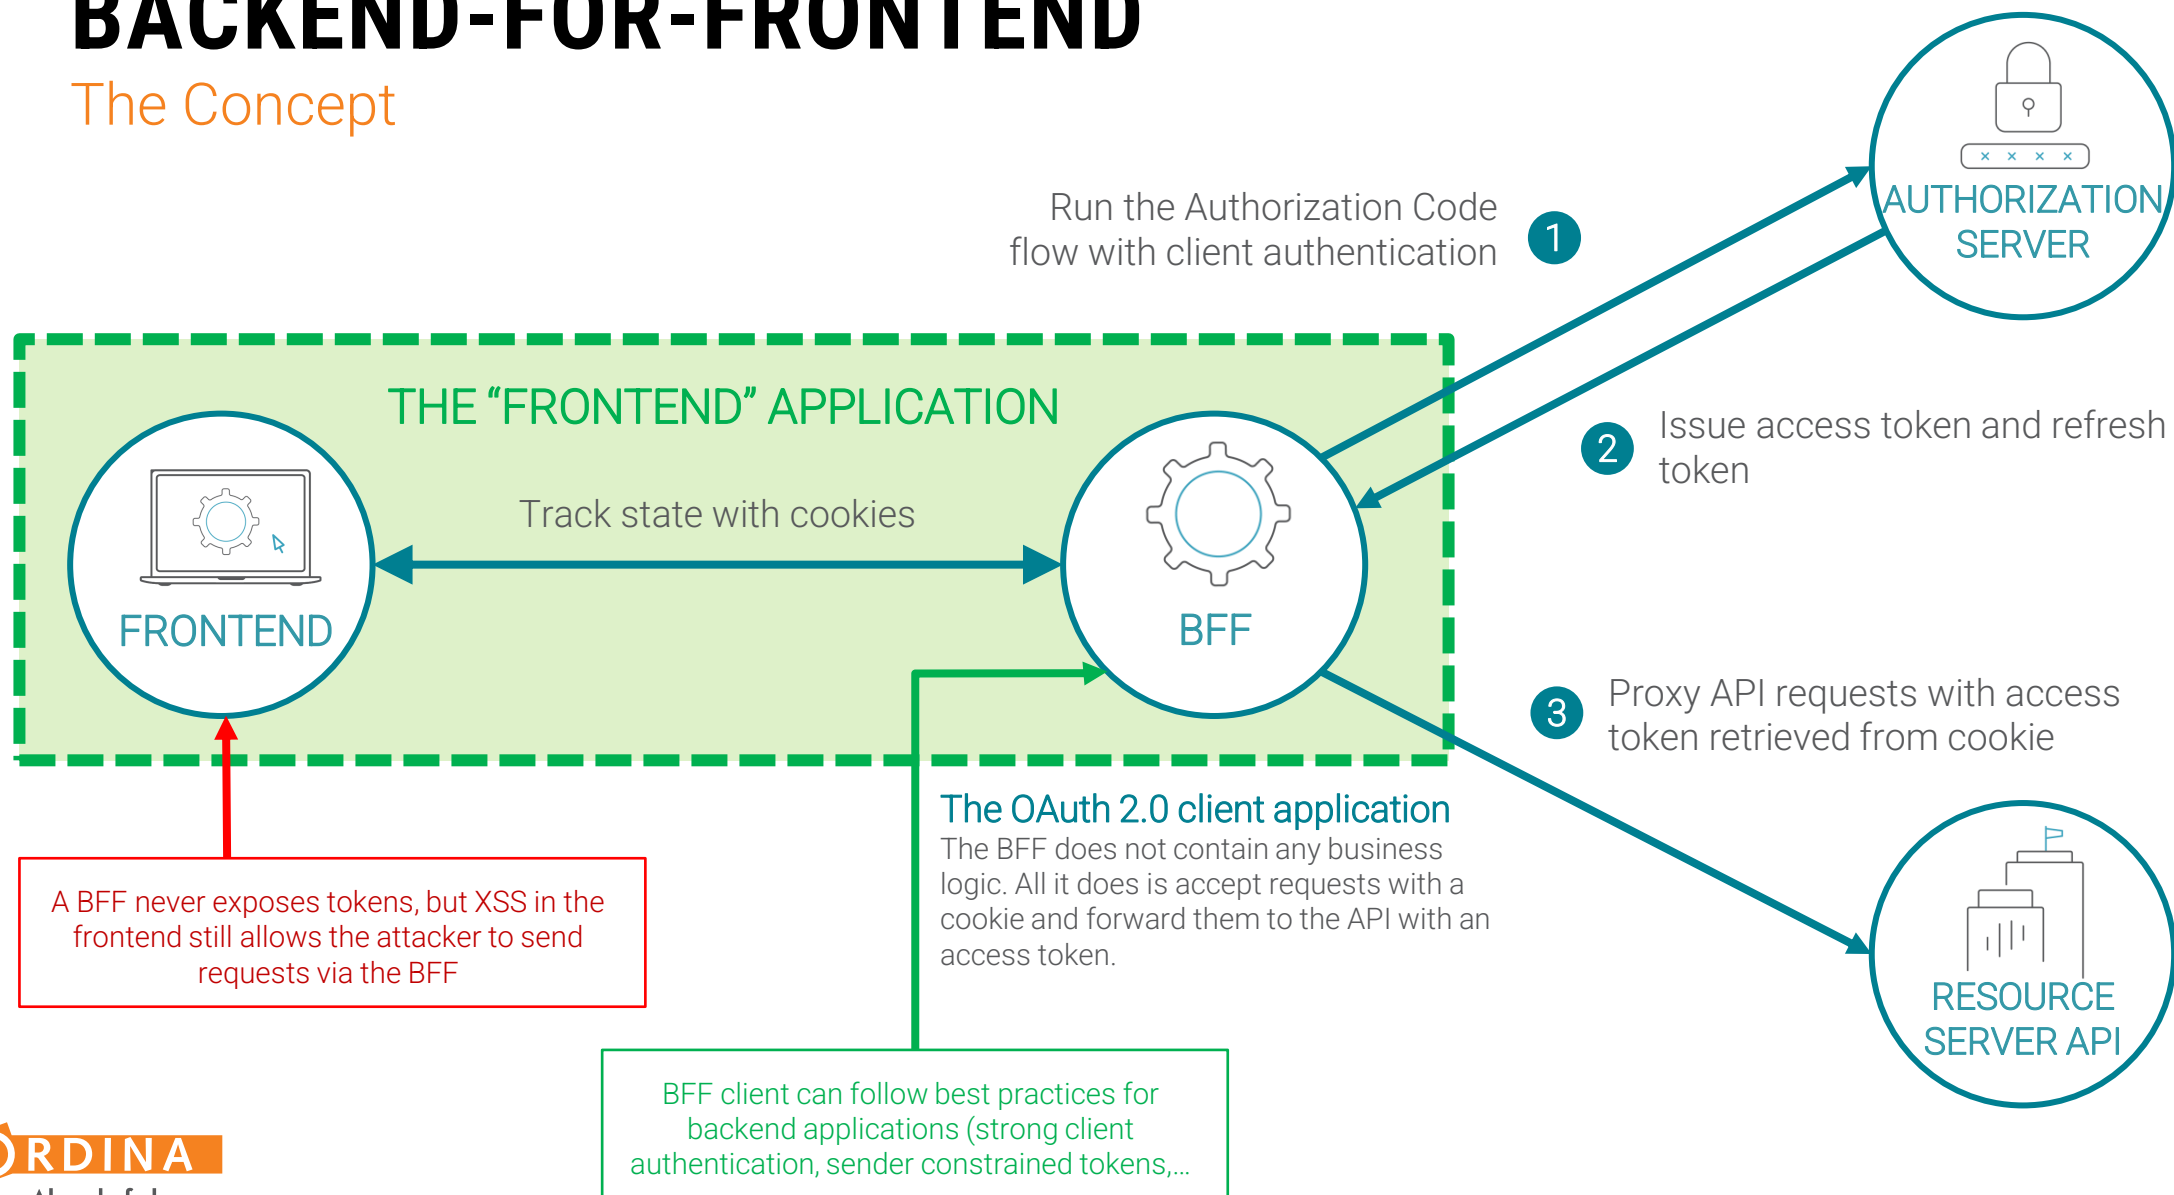 BACKEND-FOR-FRONTEND
The Concept
AUTHORIZATION
SERVER
Run the Authorization Code
flow with client authentication
1
THE “FRONTEND” APPLICATION
2
Issue access token and refresh
token
Track state with cookies
FRONTEND
BFF
3
Proxy API requests with access
token retrieved from cookie
The OAuth 2.0 client application
The BFF does not contain any business
logic. All it does is accept requests with a
cookie and forward them to the API with an
access token.
A BFF never exposes tokens, but XSS in the
frontend still allows the attacker to send
requests via the BFF
RESOURCE
SERVER API
BFF client can follow best practices for
backend applications (strong client
authentication, sender constrained tokens,...
ORDINA